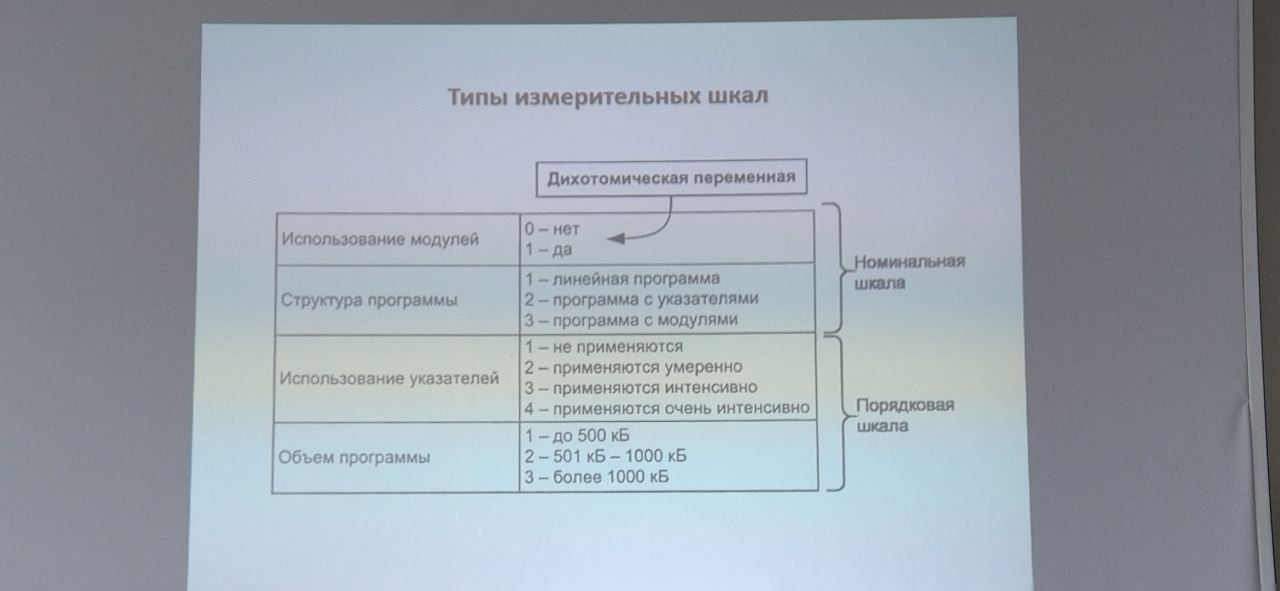 Типы измерительных шкал
Дихотомическая переменная
Использование модулей
0 – нет
1 – да
Структура программы
1 – линейная программа
2 – программа с указателями
3 – программа с модулями
Номинальная
шкала
Использование указателей
1 – не применяются
2 – применяются умеренно
3 – применяются интенсивно
4 – применяются очень интенсивно
Объем программы
1 – до 500 кБ
2 – 501 кБ – 1000 кБ
3 – более 1000 кБ
Порядковая
шкала